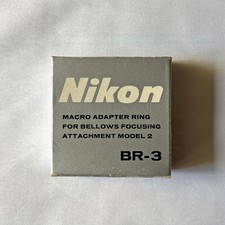 Nikon
MACRO ADAPTER RING
FOR BELLOWS FOCUSING
ATTACHMENT MODEL 2
BR-3